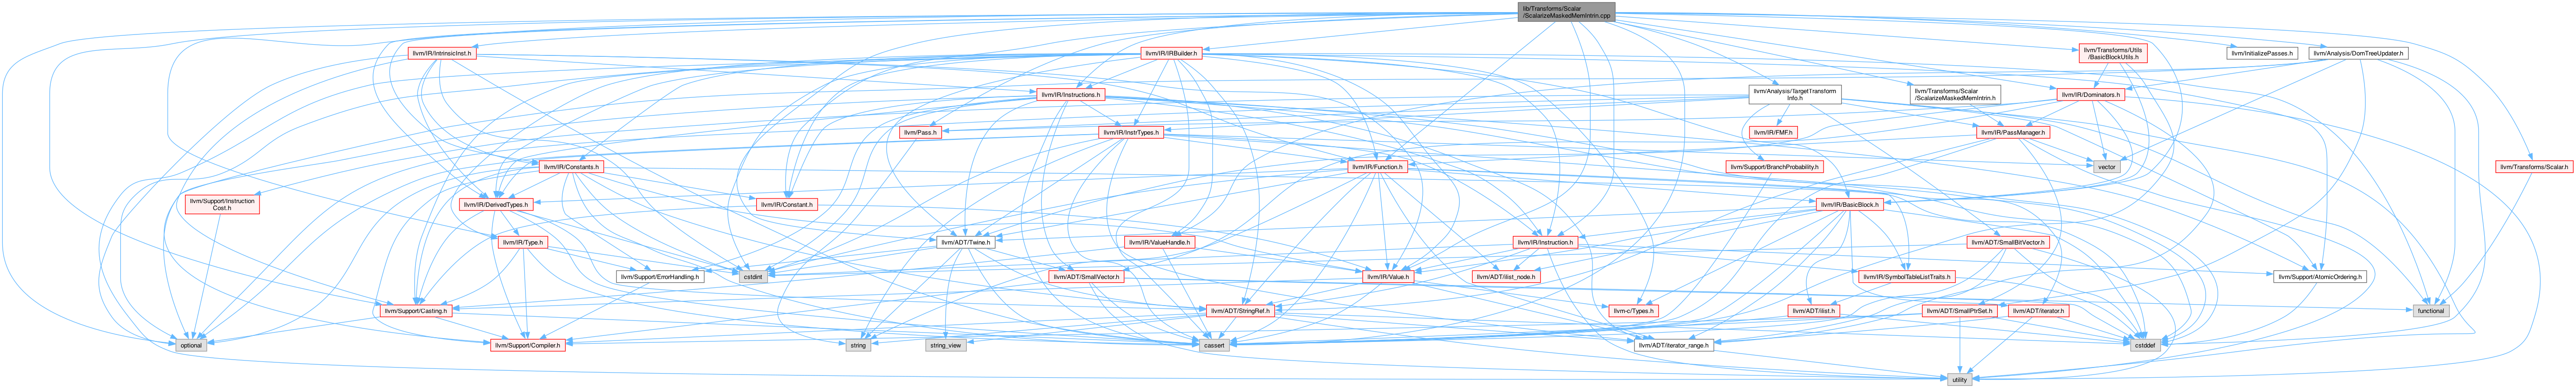 lib/Transforms/Scalar
/ScalarizeMaskedMemIntrin.cpp
llvm/IR/IntrinsicInst.h
llvm/IR/IRBuilder.h
llvm/Transforms/Utils
/BasicBlockUtils.h
llvm/InitializePasses.h
llvm/Analysis/DomTreeUpdater.h
llvm/IR/Instructions.h
llvm/Analysis/TargetTransform
Info.h
llvm/Transforms/Scalar
/ScalarizeMaskedMemIntrin.h
llvm/IR/Dominators.h
llvm/Pass.h
llvm/IR/InstrTypes.h
llvm/IR/FMF.h
llvm/IR/PassManager.h
llvm/IR/Constants.h
llvm/IR/Function.h
llvm/Support/BranchProbability.h
vector
llvm/Transforms/Scalar.h
llvm/Support/Instruction
Cost.h
llvm/IR/DerivedTypes.h
llvm/IR/Constant.h
llvm/IR/BasicBlock.h
llvm/IR/Type.h
llvm/ADT/Twine.h
llvm/IR/ValueHandle.h
llvm/IR/Instruction.h
llvm/ADT/SmallBitVector.h
llvm/Support/ErrorHandling.h
cstdint
llvm/ADT/SmallVector.h
llvm/IR/Value.h
llvm/ADT/ilist_node.h
llvm/IR/SymbolTableListTraits.h
llvm/Support/AtomicOrdering.h
llvm/Support/Casting.h
llvm/ADT/StringRef.h
llvm-c/Types.h
llvm/ADT/ilist.h
llvm/ADT/SmallPtrSet.h
llvm/ADT/iterator.h
functional
optional
llvm/Support/Compiler.h
string
string_view
cassert
llvm/ADT/iterator_range.h
cstddef
utility